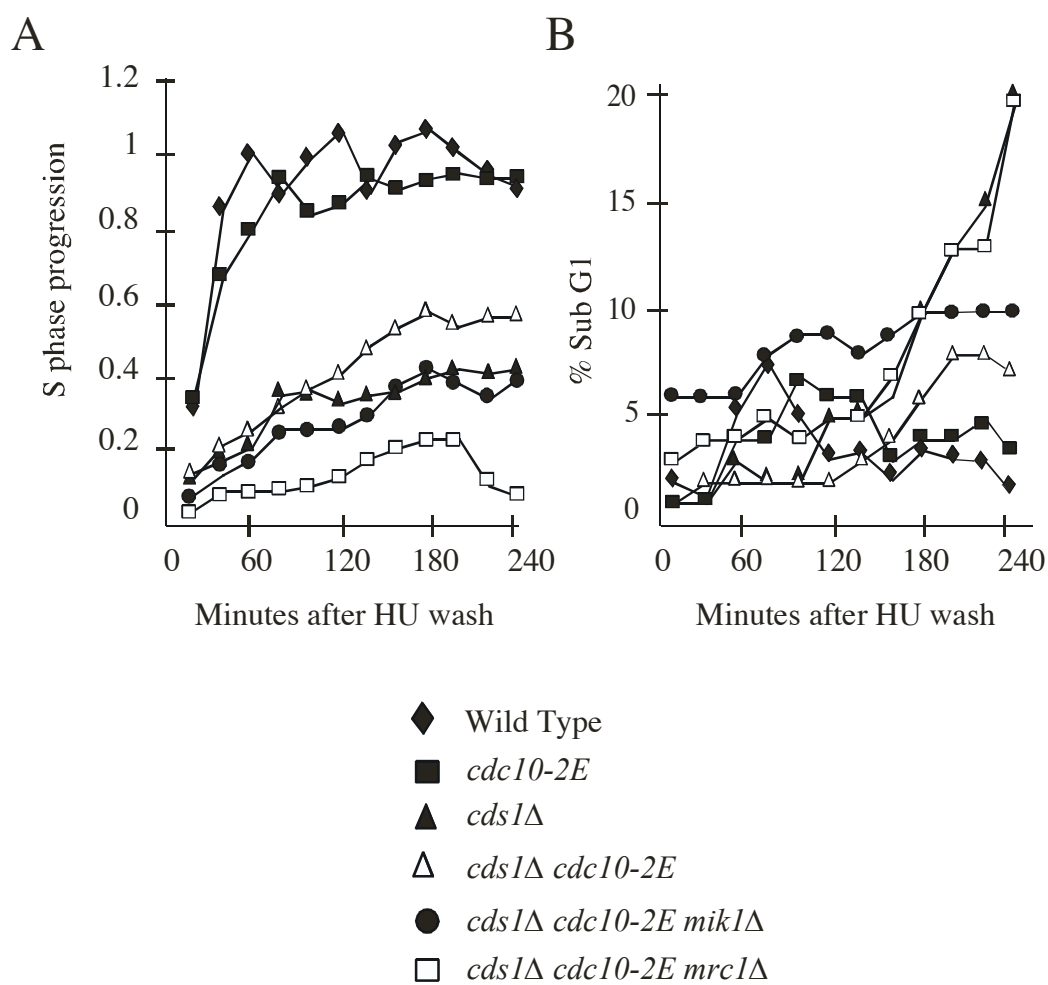 A
S phase progression
1.2
1
0.8
0.6
0.4
0.2
0
0 60 120 180 240
Minutes after HU wash
B
% Sub G1
20
15
10
5
0
0 60 120 180 240
Minutes after HU wash
Wild Type
cdc10-2E
cds1Δ
cds1Δ cdc10-2E
cds1Δ cdc10-2E mik1Δ
cds1Δ cdc10-2E mrc1Δ